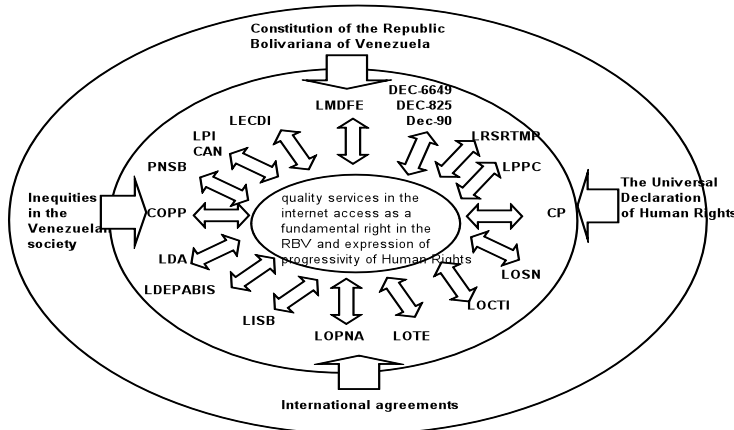 Constitution of the Republic
Bolivariana of Venezuela
DEC-6649
DEC-825
Dec-90
LMDFE
LECDI
LRSRTMP
LPI
CAN
LPPC
PNSB
Inequities
in the
Venezuelan
society
COPP
quality services in the
internet access as a
fundamental right in the
RBV and expression of
progressivity of Human Rights
CP
The Universal
Declaration
of Human Rights
LDA
LOSN
LDEPABIS
LOCTI
LISB
LOPNA
LOTE
International agreements